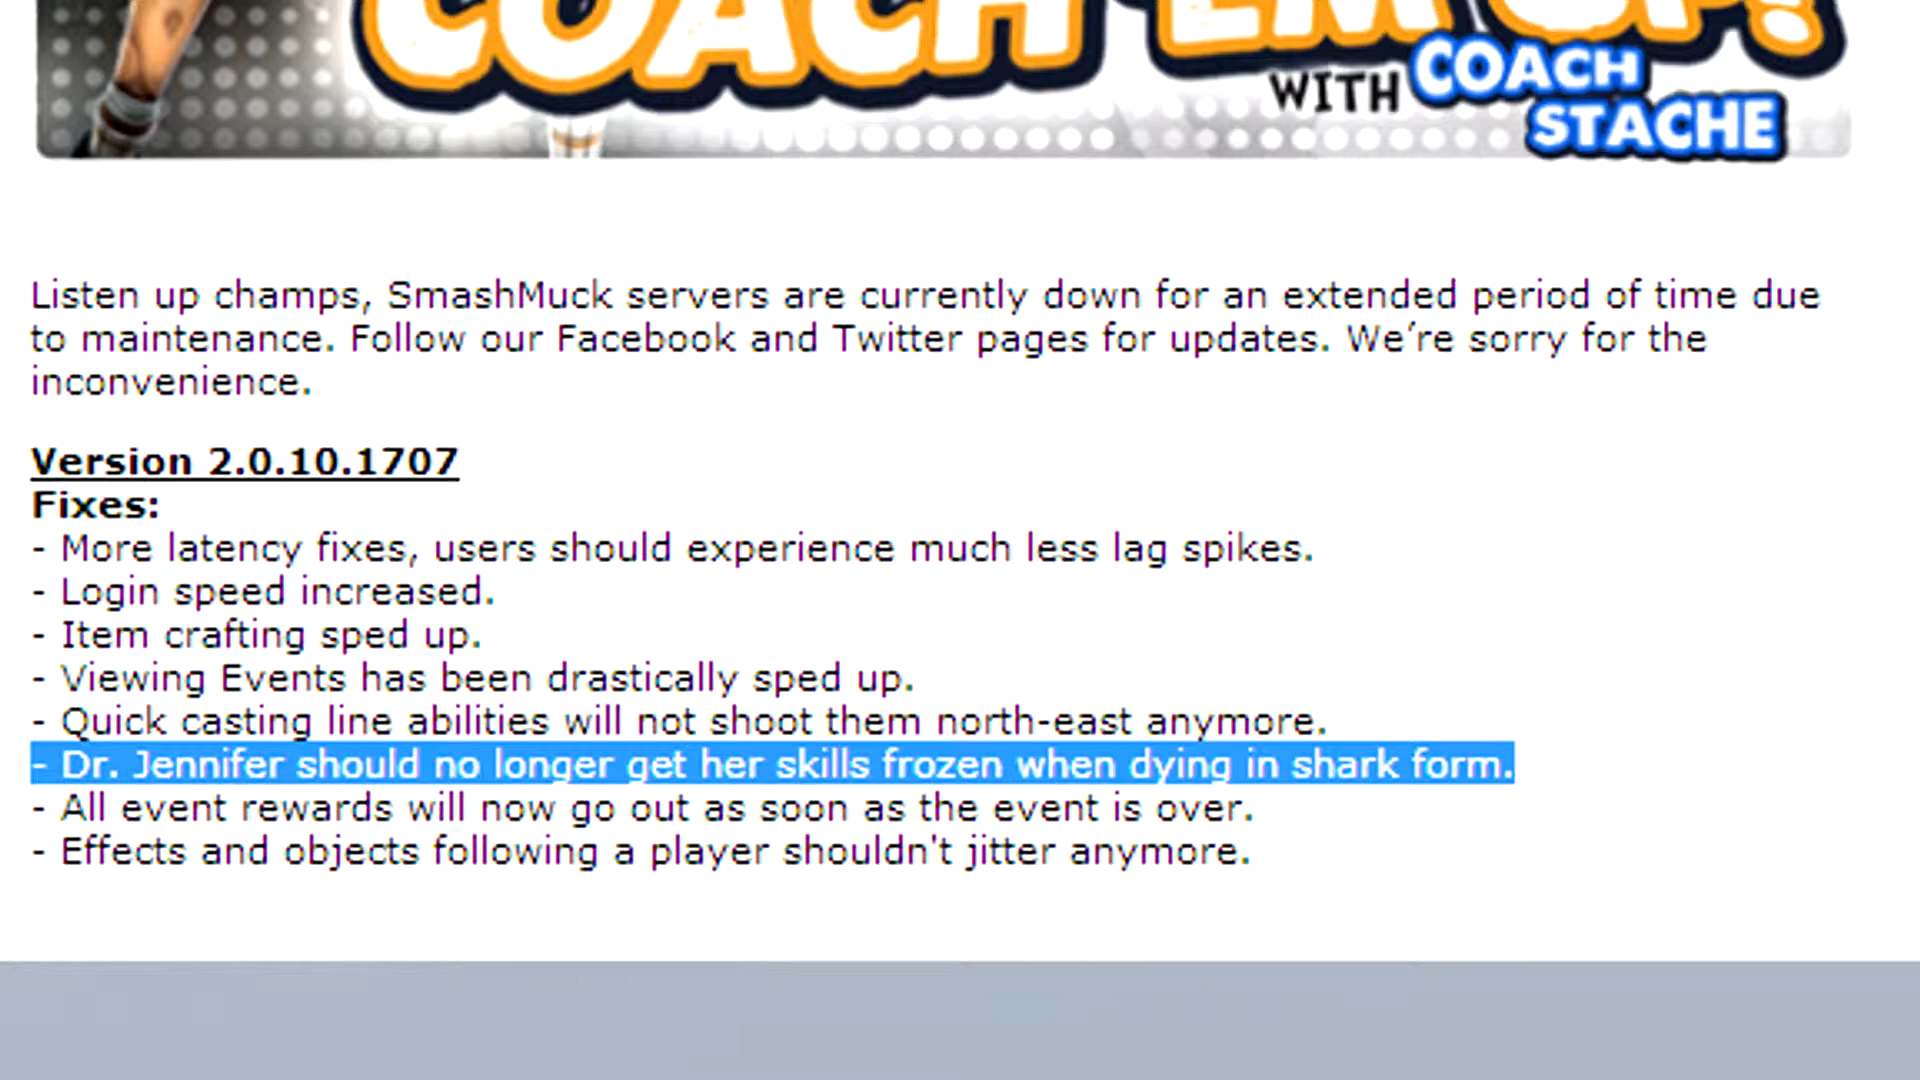 COACH 'EM UP!
WITH COACH
STACHE
Listen up champs, SmashMuck servers are currently down for an extended period of time due
to maintenance. Follow our Facebook and Twitter pages for updates. We’re sorry for the
inconvenience.
Version 2.0.10.1707
Fixes:
- More latency fixes, users should experience much less lag spikes.
- Login speed increased.
- Item crafting sped up.
- Viewing Events has been drastically sped up.
- Quick casting line abilities will not shoot them north-east anymore.
- Dr. Jennifer should no longer get her skills frozen when dying in shark form.
- All event rewards will now go out as soon as the event is over.
- Effects and objects following a player shouldn't jitter anymore.